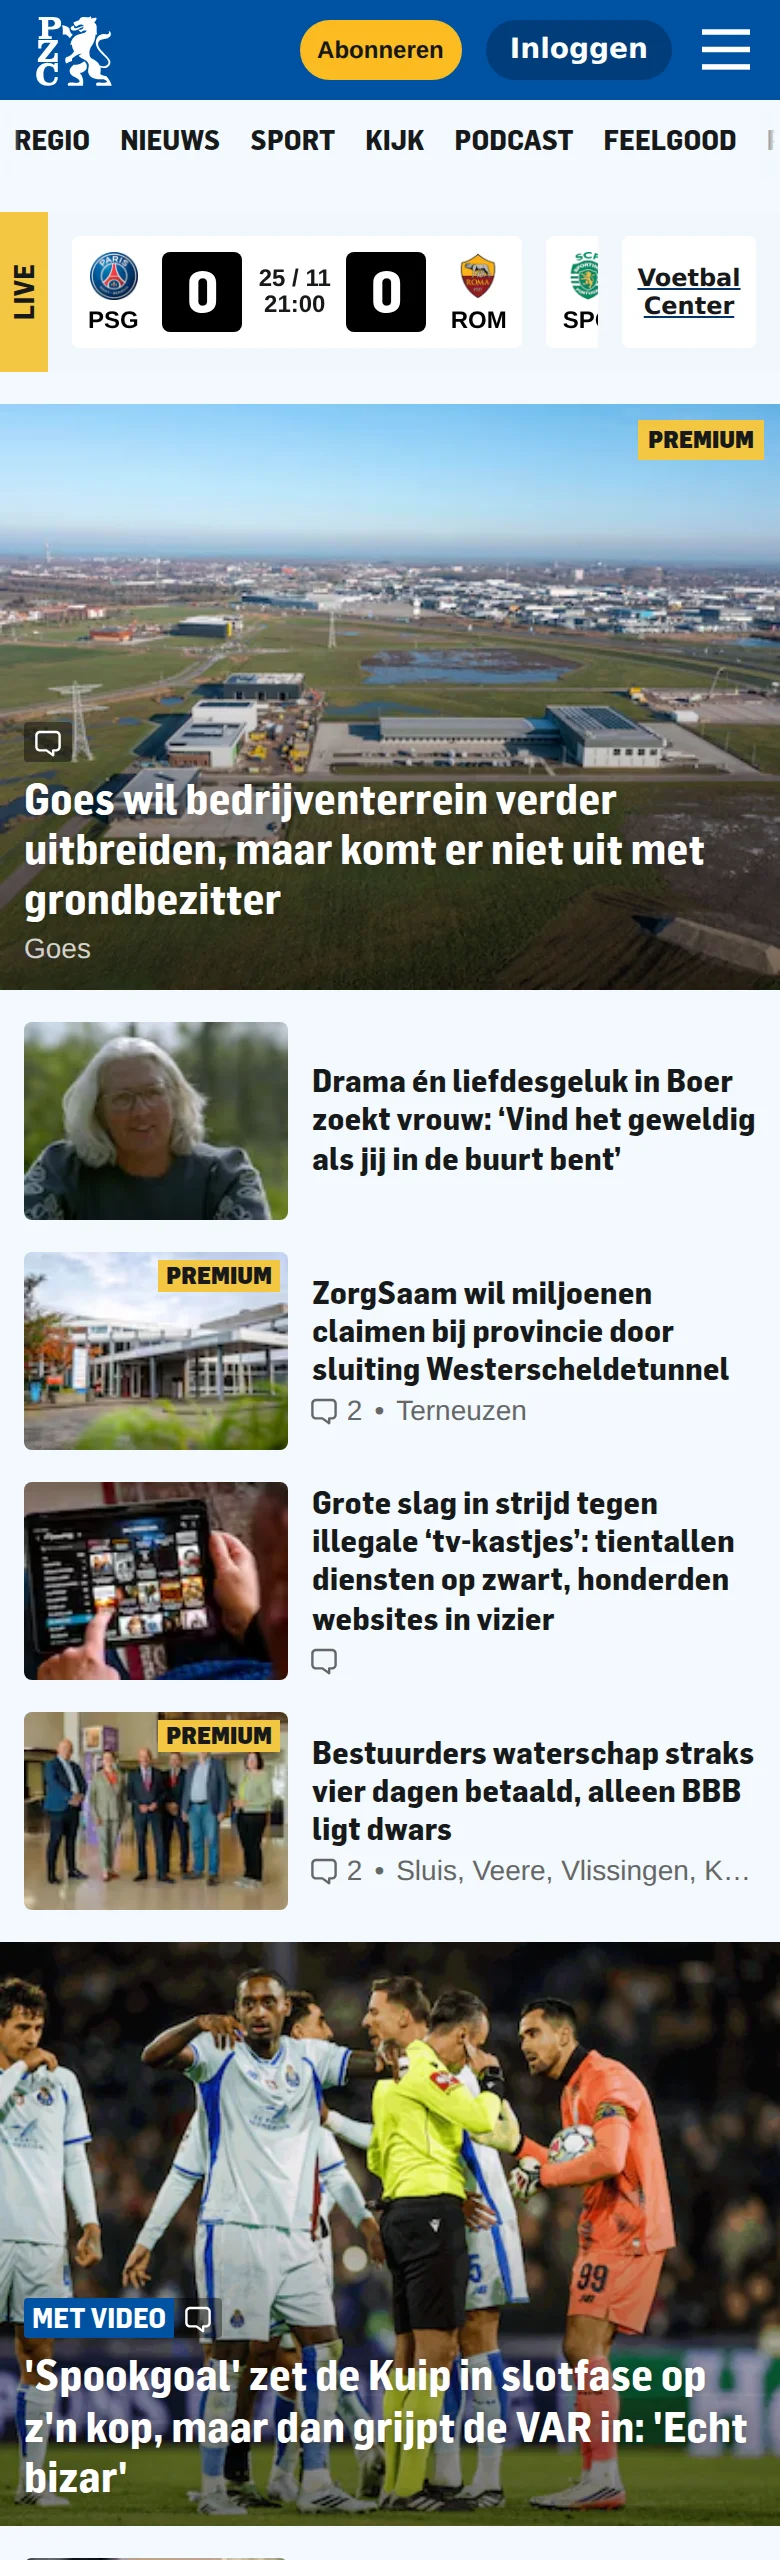 PZC
Abonneren
Inloggen
REGIO NIEUWS SPORT KIJK PODCAST FEELGOOD
LIVE
PSG
0
25 / 11
21:00
0
ROM
Voetbal
Center
PREMIUM
Goes wil bedrijventerrein verder
uitbreiden, maar komt er niet uit met
grondbezitter
Goes
Drama én liefdesgeluk in Boer
zoekt vrouw: ‘Vind het geweldig
als jij in de buurt bent’
PREMIUM
ZorgSaam wil miljoenen
claimen bij provincie door
sluiting Westerscheldetunnel
2 • Terneuzen
Grote slag in strijd tegen
illegale ‘tv-kastjes’: tientallen
diensten op zwart, honderden
websites in vizier
PREMIUM
Bestuurders waterschap straks
vier dagen betaald, alleen BBB
ligt dwars
2 • Sluis, Veere, Vlissingen, K...
99
MET VIDEO
'Spookgoal' zet de Kuip in slotfase op
z'n kop, maar dan grijpt de VAR in: 'Echt
bizar'